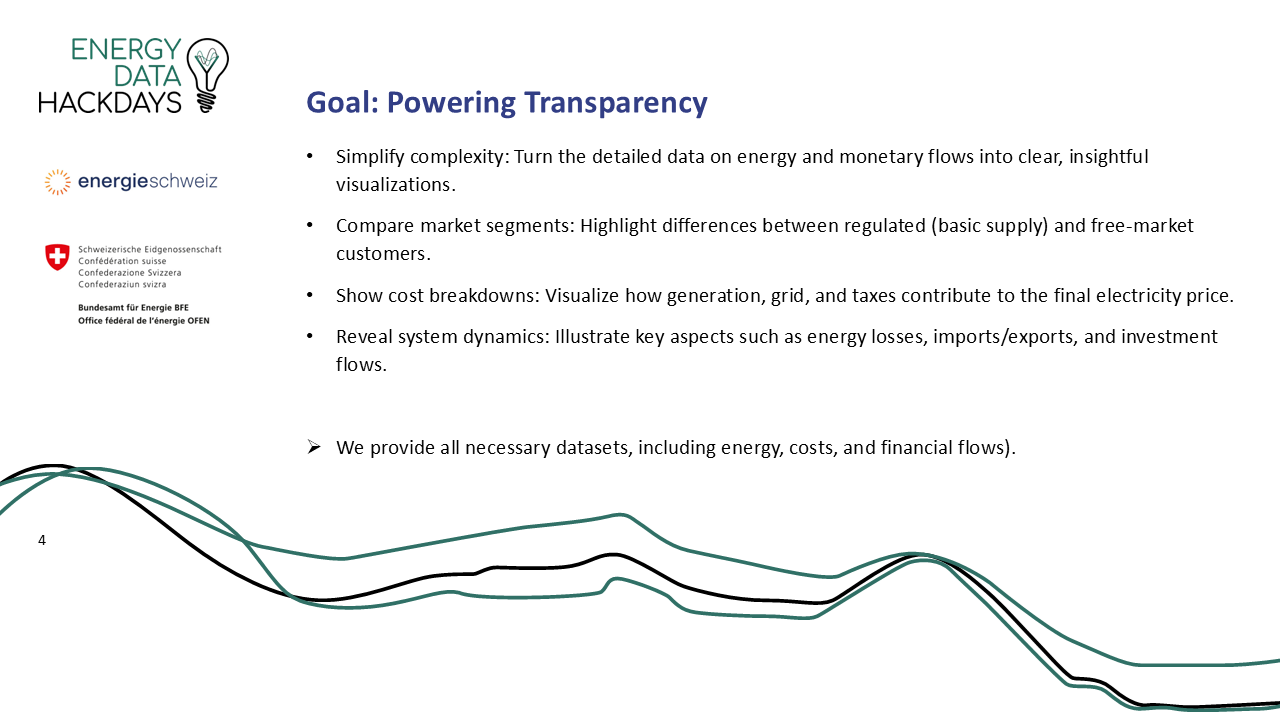 ENERGY
DATA
HACKDAYS
energieschweiz
Schweizerische Eidgenossenschaft
Confédération suisse
Confederazione Svizzera
Confederaziun svizra
Bundesamt für Energie BFE
Office fédéral de l'énergie OFEN
Goal: Powering Transparency
• Simplify complexity: Turn the detailed data on energy and monetary flows into clear, insightful
visualizations.
• Compare market segments: Highlight differences between regulated (basic supply) and free-market
customers.
• Show cost breakdowns: Visualize how generation, grid, and taxes contribute to the final electricity price.
• Reveal system dynamics: Illustrate key aspects such as energy losses, imports/exports, and investment
flows.
➢ We provide all necessary datasets, including energy, costs, and financial flows).
4